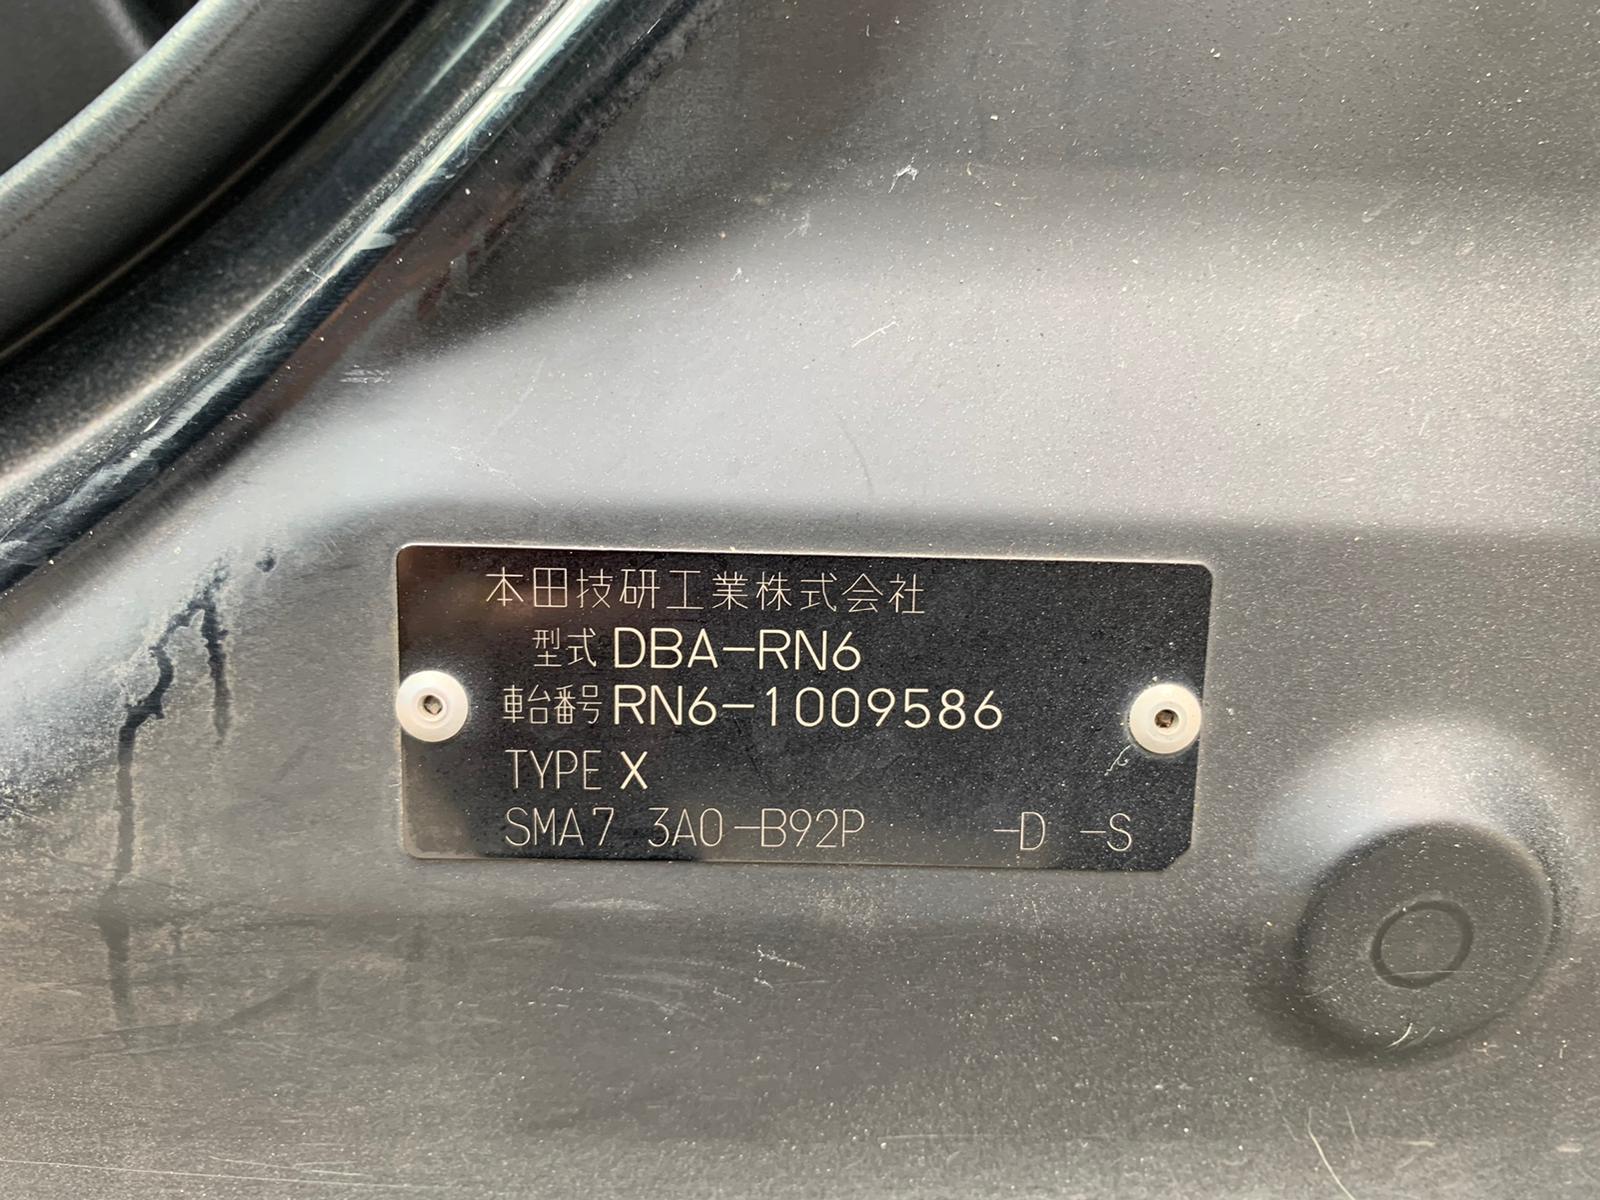 本田技研工業株式会社
型式 DBA-RN6
車台番号 RN6-1009586
TYPE X
SMA7 3A0-B92P -D -S